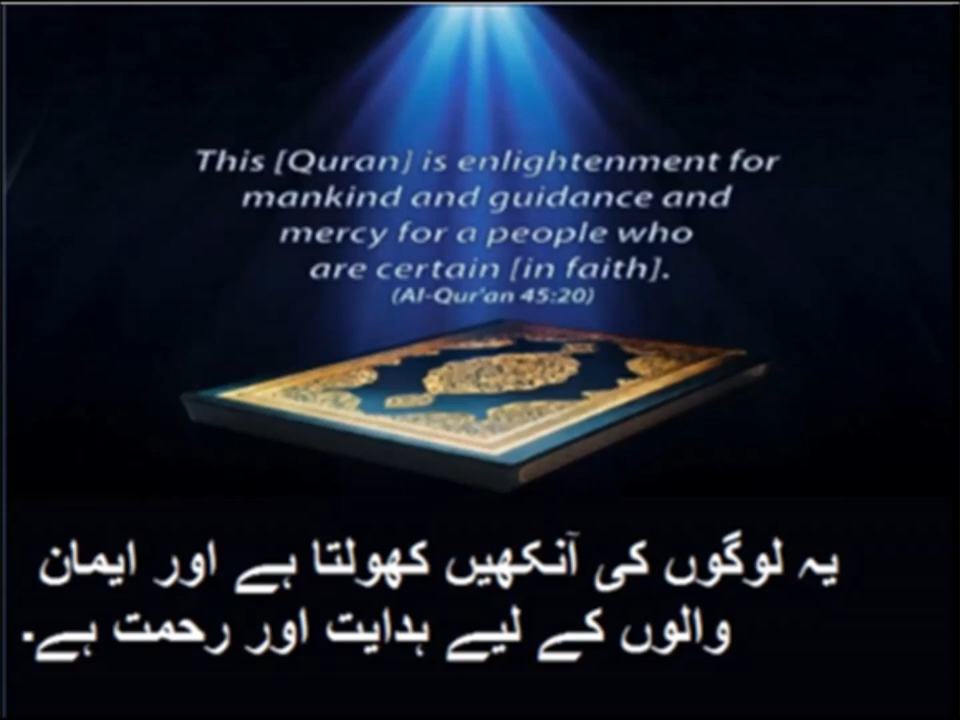 This [Quran] is enlightenment for
mankind and guidance and
mercy for a people who
are certain [in faith].
(Al-Qur'an 45:20)
یہ لوگوں کی آنکھیں کھولتا ہے اور ایمان
والوں کے لیے ہدایت اور رحمت ہے۔